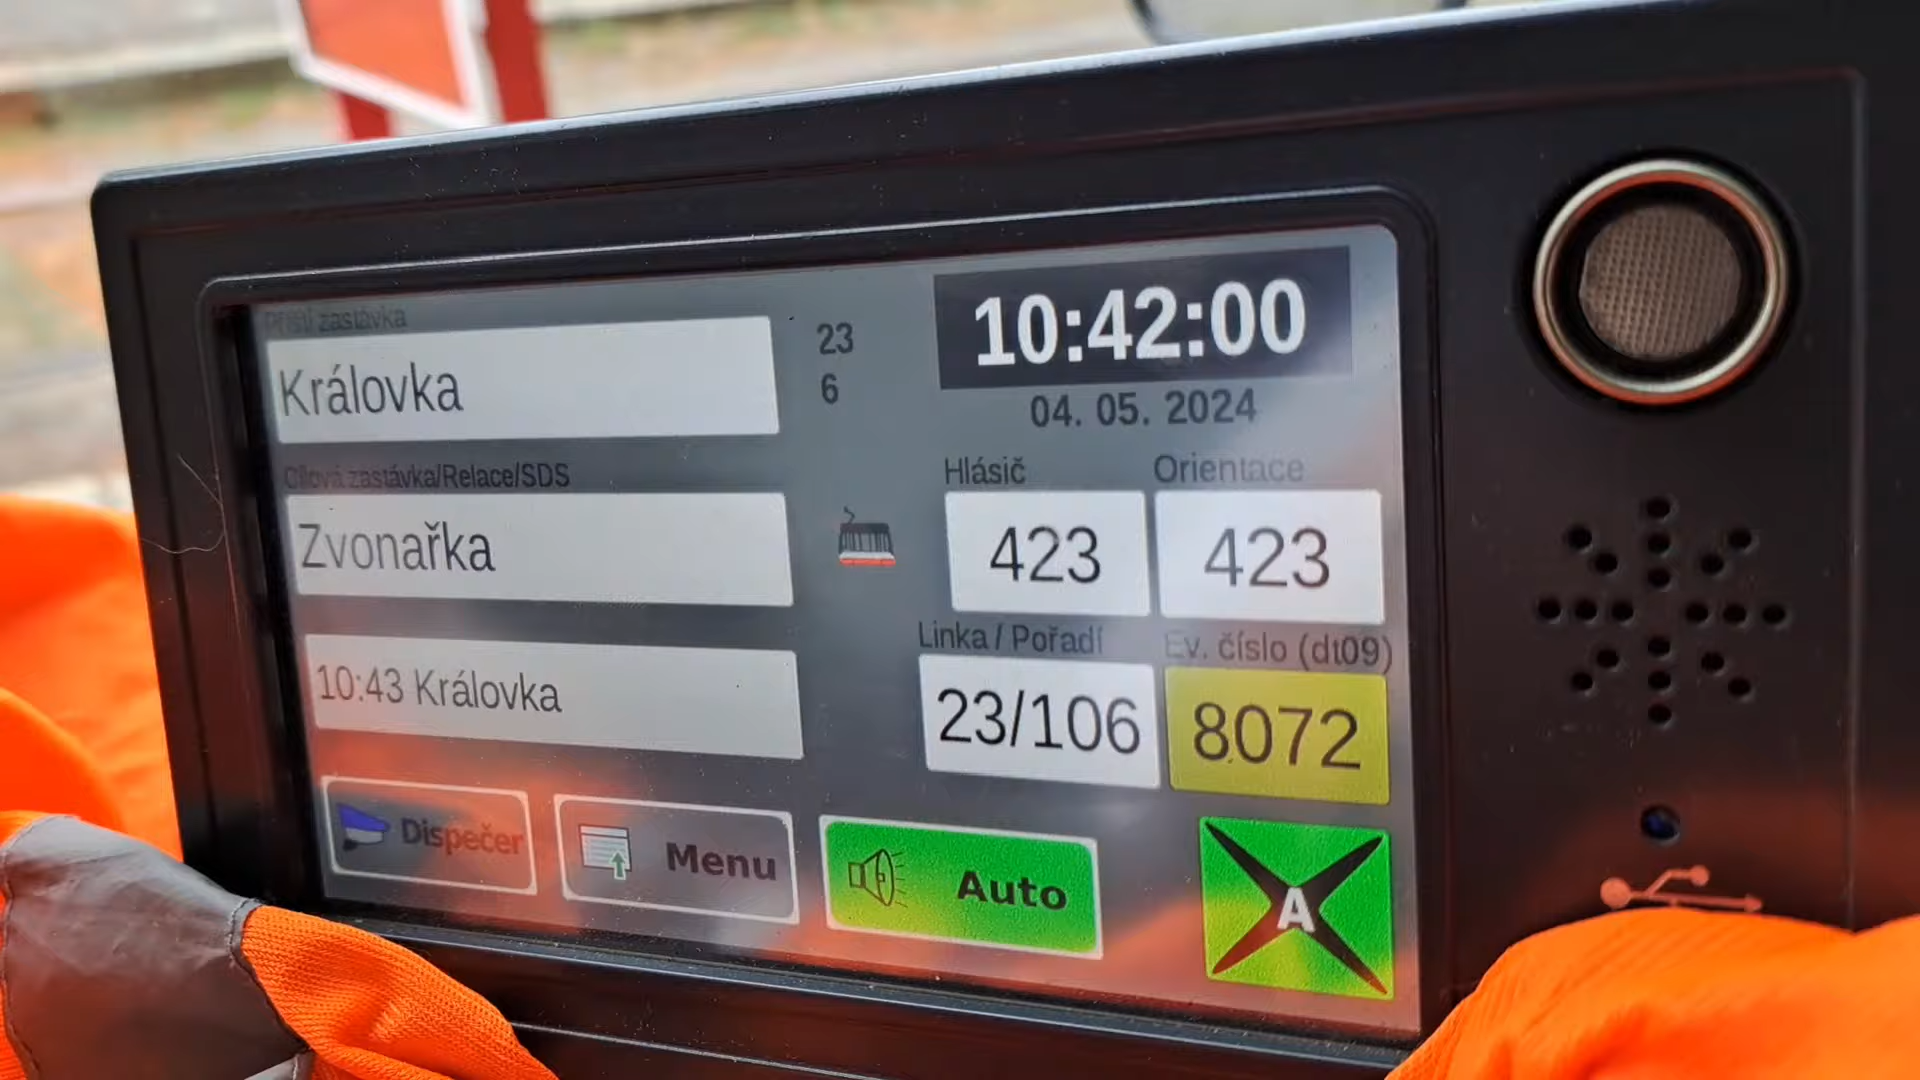 Příští zastávka
Královka
23
6
10:42:00
04. 05. 2024
Cílová zastávka/Relace/SDS
Zvonařka
Hlásič
Orientace
423
423
10:43 Královka
Linka / Pořadí
Ev. číslo (dt09)
23/106
8072
Dispečer
Menu
Auto
A